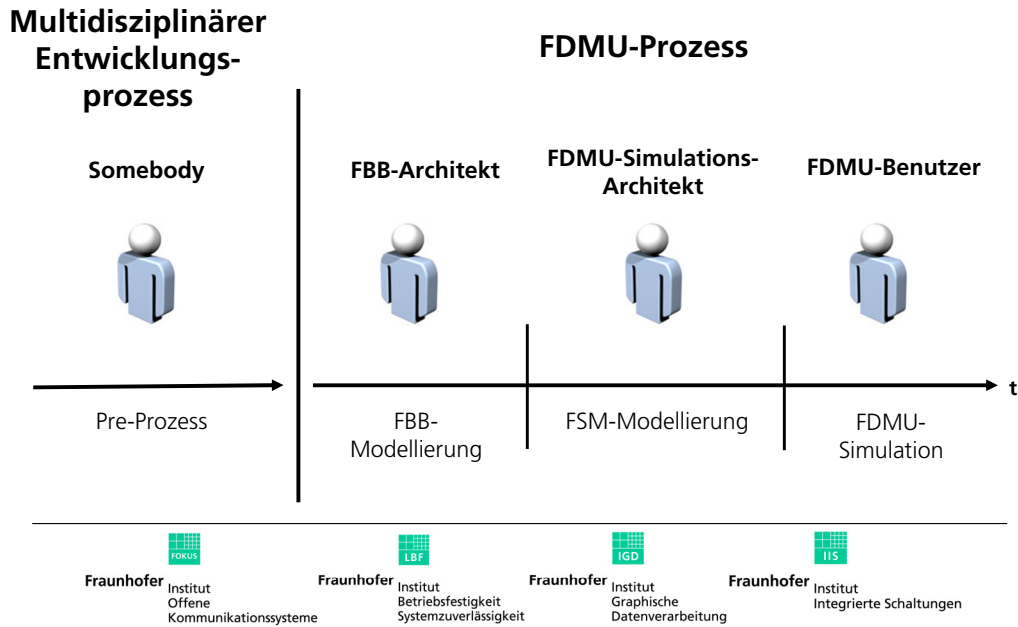 Multidisziplinärer
Entwicklungs-
prozess
FDMU-Prozess
Somebody
FBB-Architekt
FDMU-Simulations-
Architekt
FDMU-Benutzer
t
Pre-Prozess
FBB-
Modellierung
FSM-Modellierung
FDMU-
Simulation
FOKUS
Fraunhofer Institut
Offene
Kommunikationssysteme
LBF
Fraunhofer Institut
Betriebsfestigkeit
Systemzuverlässigkeit
IGD
Fraunhofer Institut
Graphische
Datenverarbeitung
IIS
Fraunhofer Institut
Integrierte Schaltungen